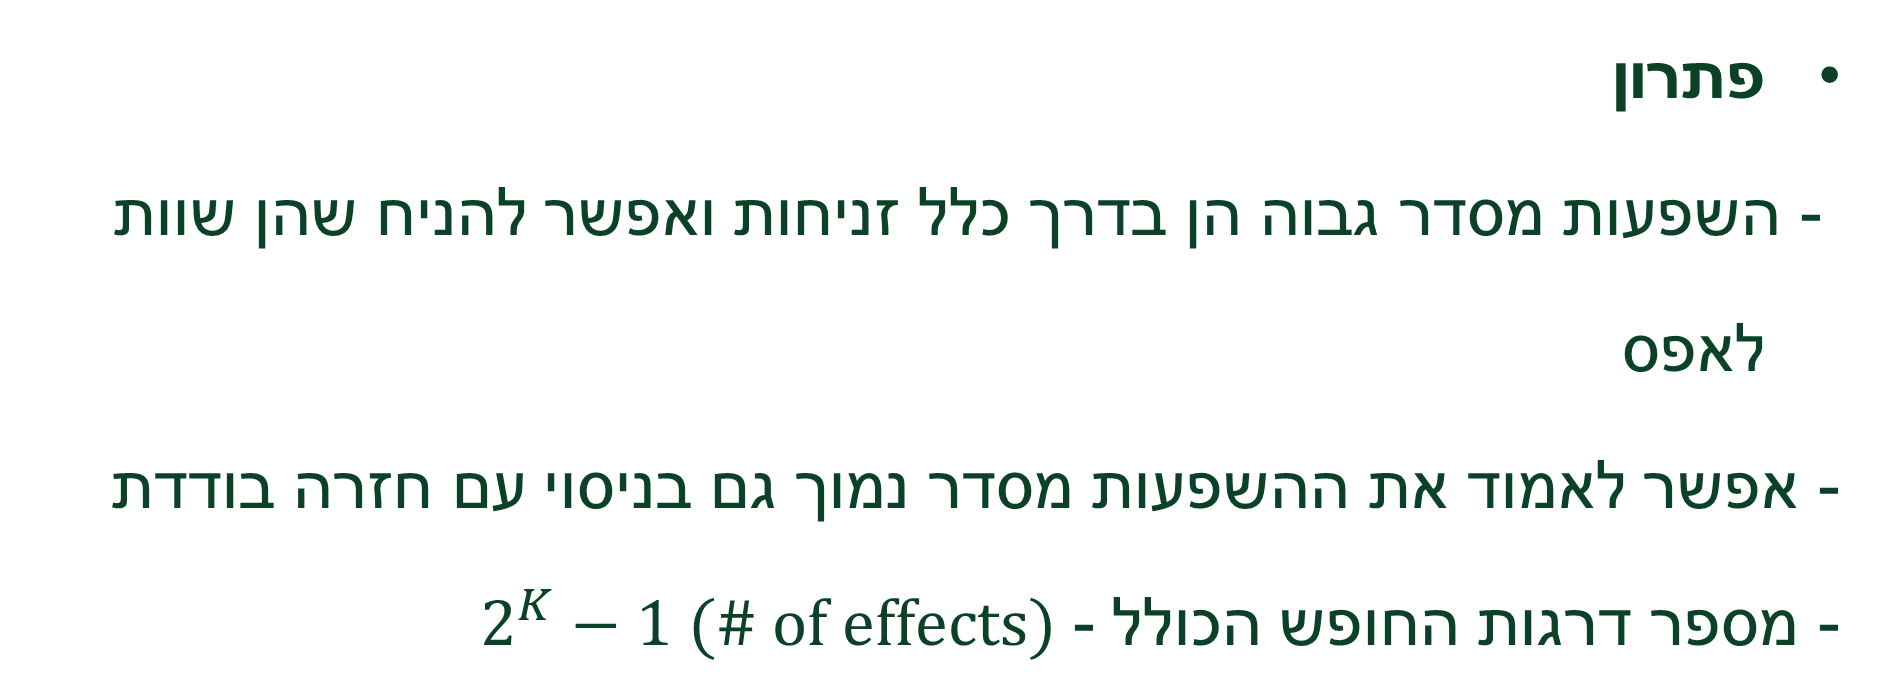 • פתרון
- השפעות מסדר גבוה הן בדרך כלל זניחות ואפשר להניח שהן שוות
לאפס
- אפשר לאמוד את ההשפעות מסדר נמוך גם בניסוי עם חזרה בודדת
- מספר דרגות החופש הכולל - 2^K − 1 (# of effects)